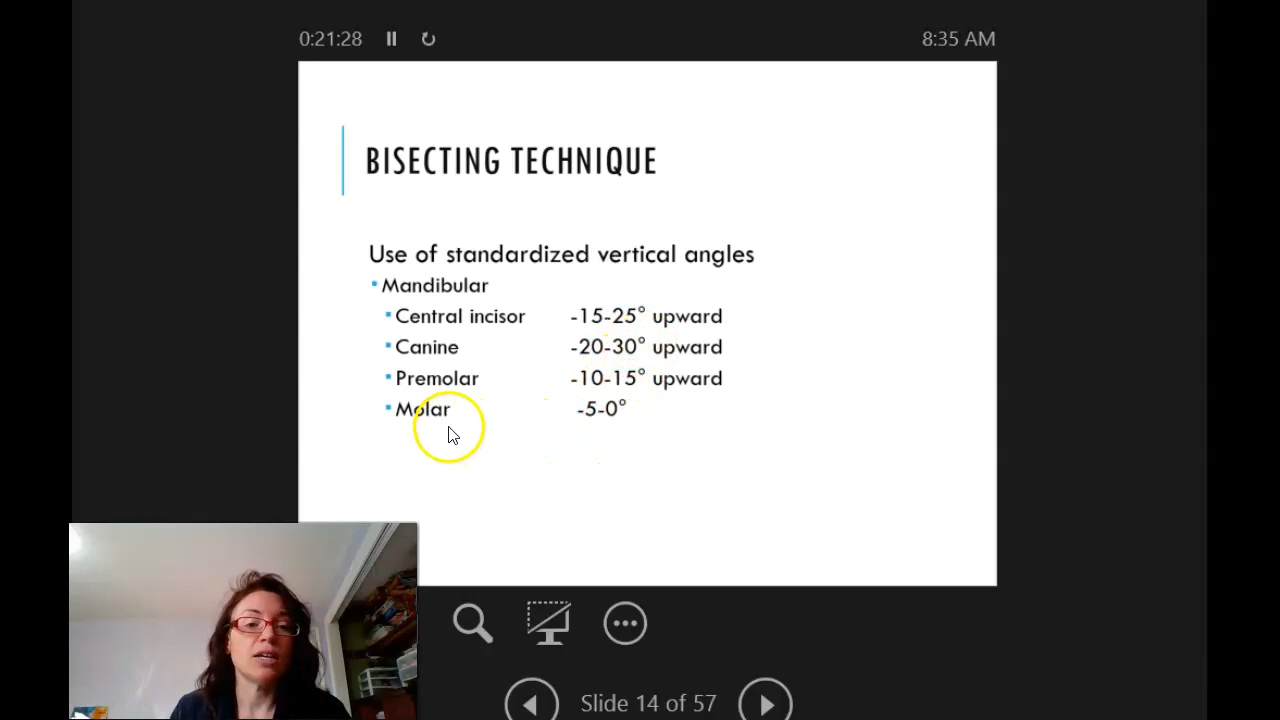 0:21:28
8:35 AM
BISECTING TECHNIQUE
Use of standardized vertical angles
Mandibular
Central incisor -15-25° upward
Canine -20-30° upward
Premolar -10-15° upward
Molar -5-0°
Slide 14 of 57